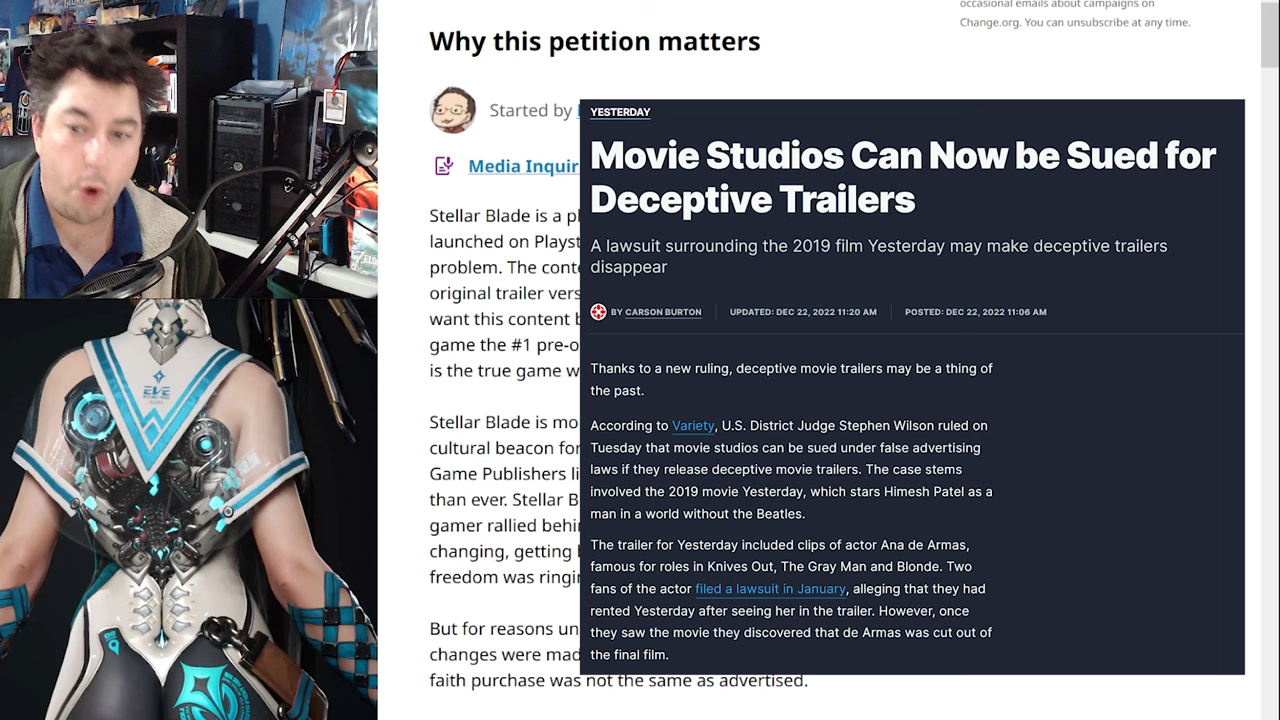 occasional emails about campaigns on
Change.org. You can unsubscribe at any time.
Why this petition matters
Started by
Media Inquir
Stellar Blade is a
launched on Playst
problem. The conte
original trailer vers
want this content
game the #1 pre-o
is the true game w
Stellar Blade is mo
cultural beacon for
Game Publishers li
than ever. Stellar B
gamer rallied behi
changing, getting
freedom was ringi
But for reasons un
changes were mad
faith purchase was not the same as advertised.
YESTERDAY
Movie Studios Can Now be Sued for
Deceptive Trailers
A lawsuit surrounding the 2019 film Yesterday may make deceptive trailers
disappear
BY CARSON BURTON
UPDATED: DEC 22, 2022 11:20 AM
POSTED: DEC 22, 2022 11:06 AM
Thanks to a new ruling, deceptive movie trailers may be a thing of
the past.
According to Variety, U.S. District Judge Stephen Wilson ruled on
Tuesday that movie studios can be sued under false advertising
laws if they release deceptive movie trailers. The case stems
involved the 2019 movie Yesterday, which stars Himesh Patel as a
man in a world without the Beatles.
The trailer for Yesterday included clips of actor Ana de Armas,
famous for roles in Knives Out, The Gray Man and Blonde. Two
fans of the actor filed a lawsuit in January, alleging that they had
rented Yesterday after seeing her in the trailer. However, once
they saw the movie they discovered that de Armas was cut out of
the final film.
EVE